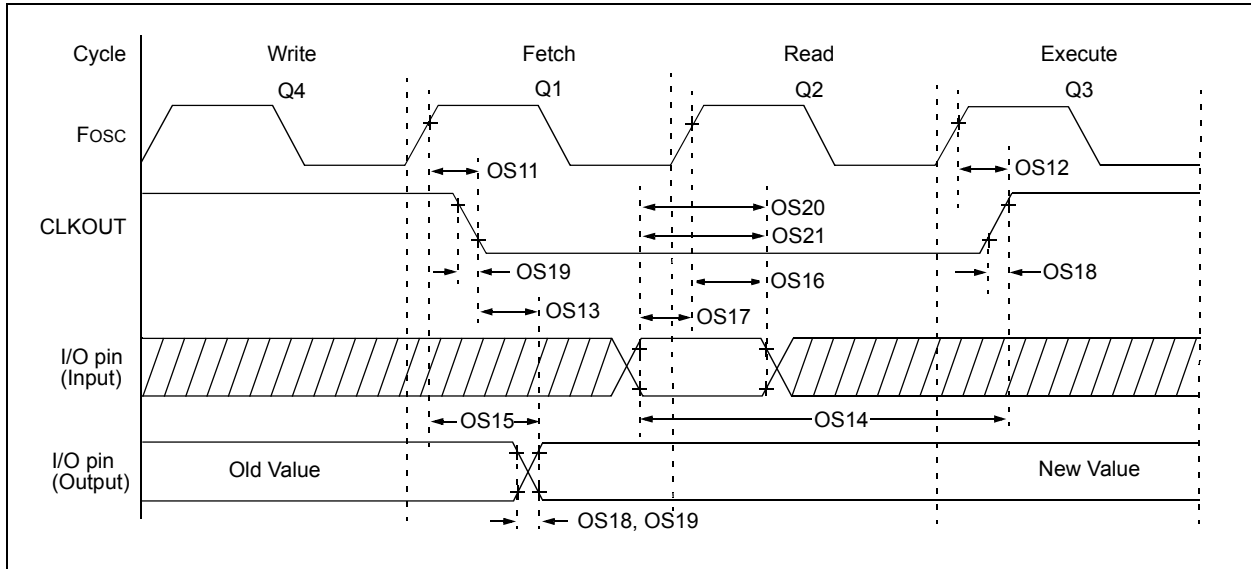 Cycle Write Fetch Read Execute
Q4 Q1 Q2 Q3
Fosc
OS11 OS12
OS20
CLKOUT OS21
OS19 OS16 OS18
OS13 OS17
I/O pin
(Input)
OS15 OS14
I/O pin
(Output)
Old Value New Value
OS18, OS19